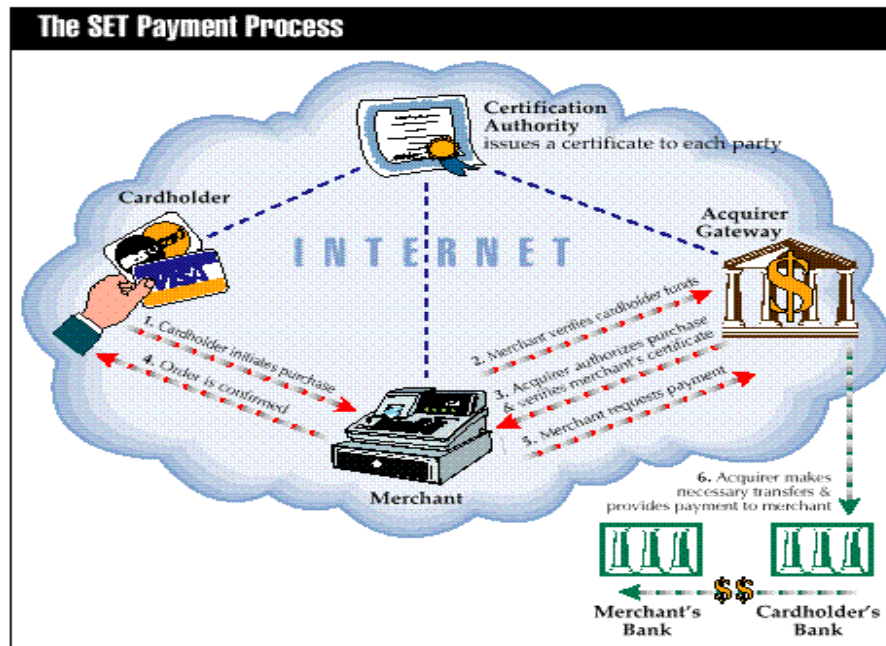 The SET Payment Process
Certification
Authority
issues a certificate to each party
Cardholder
Acquirer
Gateway
INTERNET
VISA
1. Cardholder initiates purchase
4. Order is confirmed
2. Merchant verifies cardholder funds
3. Acquirer authorizes purchase
& verifies merchant's certificate
5. Merchant requests payment
Merchant
6. Acquirer makes
necessary transfers &
provides payment to merchant
$
$$
Merchant's
Bank
Cardholder's
Bank